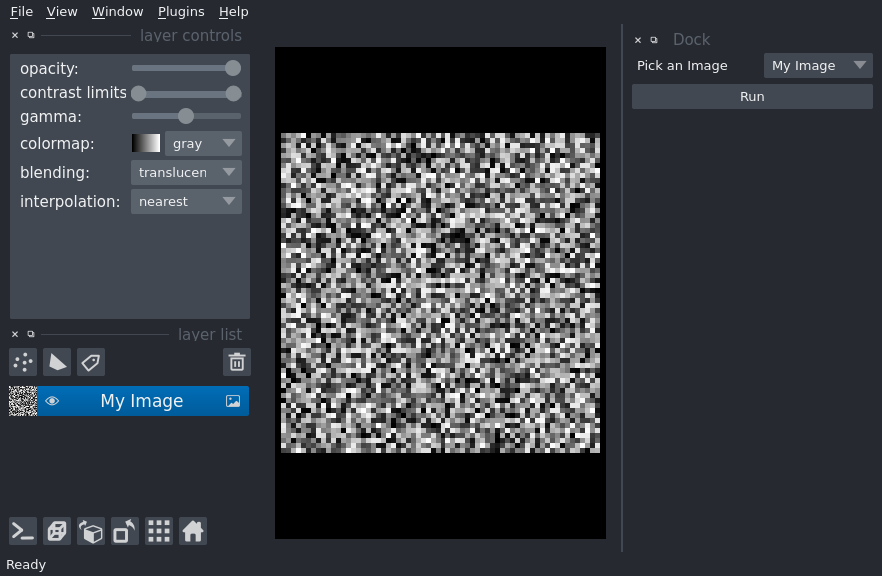 File View Window Plugins Help
layer controls
opacity:
contrast limits
gamma:
colormap: gray
blending: translucen
interpolation: nearest
layer list
My Image
Ready
Dock
Pick an Image My Image
Run